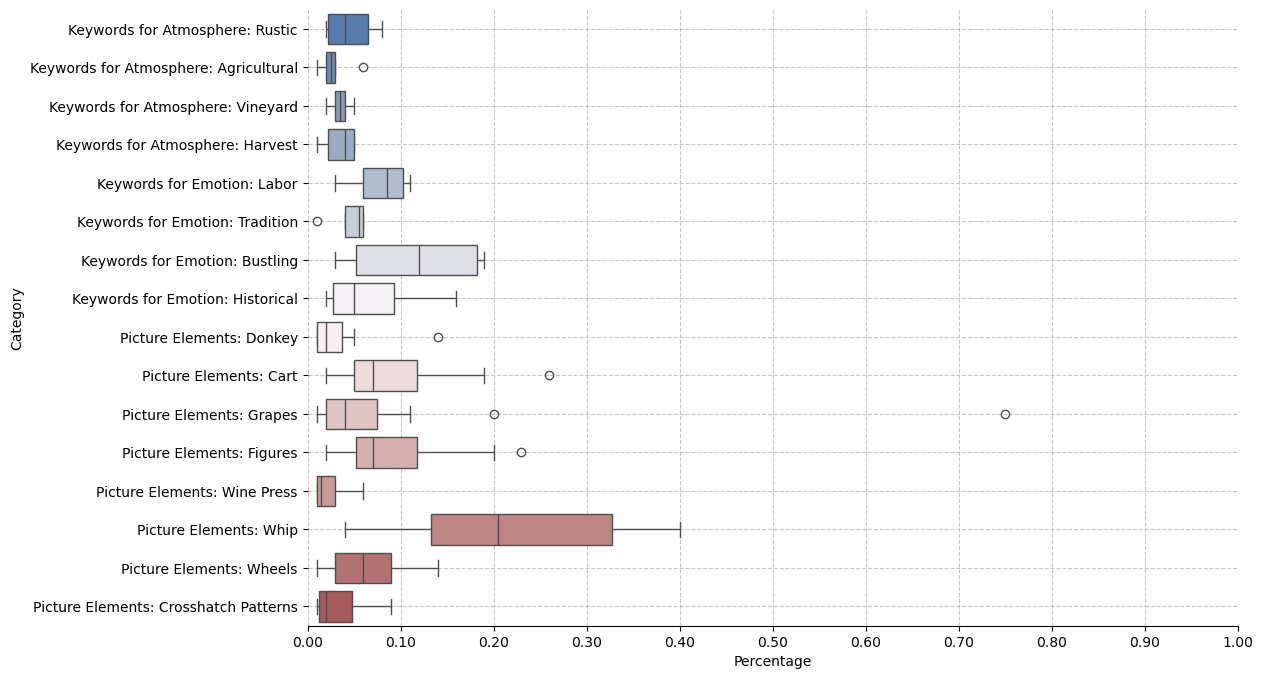 Keywords for Atmosphere: Rustic
Keywords for Atmosphere: Agricultural
Keywords for Atmosphere: Vineyard
Keywords for Atmosphere: Harvest
Keywords for Emotion: Labor
Keywords for Emotion: Tradition
Keywords for Emotion: Bustling
Keywords for Emotion: Historical
Picture Elements: Donkey
Picture Elements: Cart
Picture Elements: Grapes
Picture Elements: Figures
Picture Elements: Wine Press
Picture Elements: Whip
Picture Elements: Wheels
Picture Elements: Crosshatch Patterns
Category
0.00 0.10 0.20 0.30 0.40 0.50 0.60 0.70 0.80 0.90 1.00
Percentage